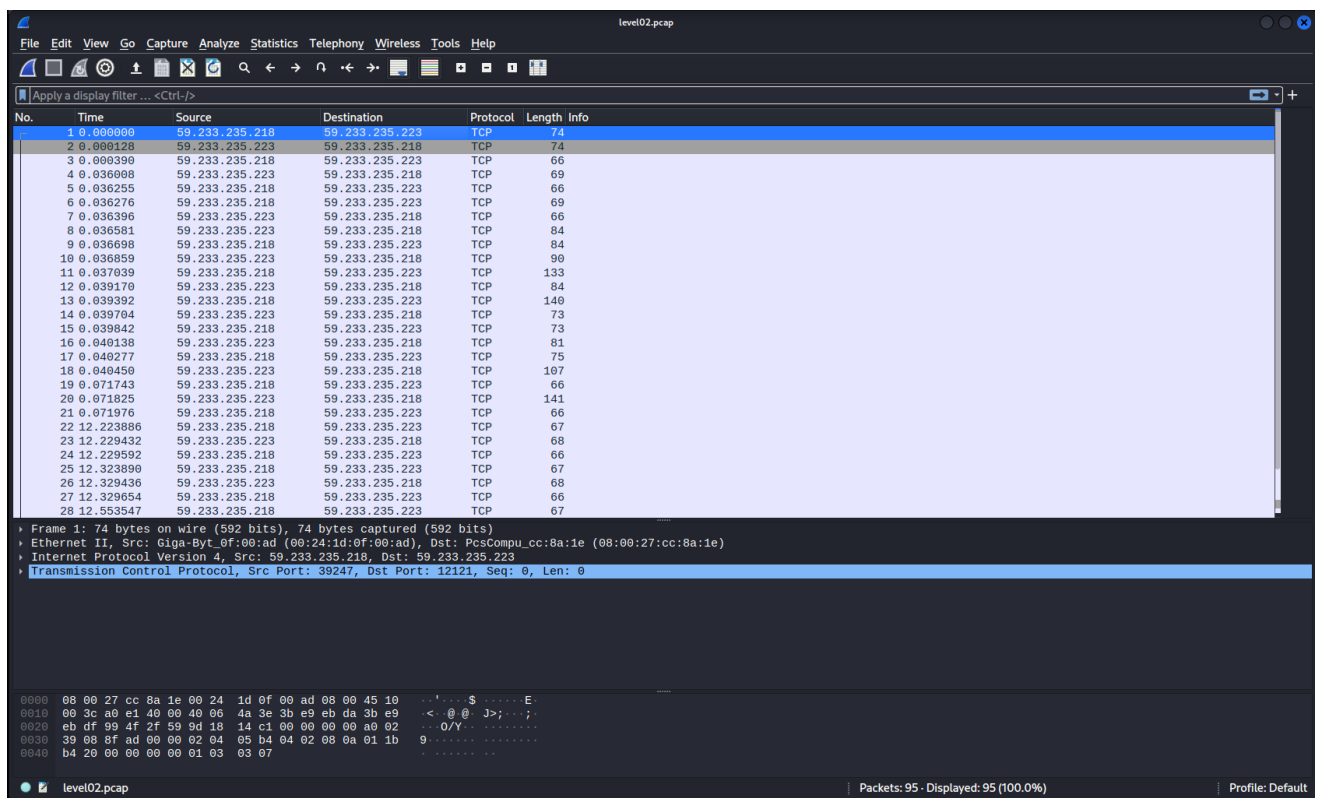 level02.pcap
File Edit View Go Capture Analyze Statistics Telephony Wireless Tools Help
Apply a display filter ... <Ctrl-/>
No. Time Source Destination Protocol Length Info
1 0.000000 59.233.235.218 59.233.235.223 TCP 74
2 0.000128 59.233.235.223 59.233.235.218 TCP 74
3 0.000390 59.233.235.218 59.233.235.223 TCP 66
4 0.036008 59.233.235.223 59.233.235.218 TCP 69
5 0.036255 59.233.235.218 59.233.235.223 TCP 66
6 0.036276 59.233.235.218 59.233.235.223 TCP 69
7 0.036396 59.233.235.223 59.233.235.218 TCP 66
8 0.036581 59.233.235.223 59.233.235.218 TCP 84
9 0.036698 59.233.235.218 59.233.235.223 TCP 84
10 0.036859 59.233.235.223 59.233.235.218 TCP 90
11 0.037039 59.233.235.218 59.233.235.223 TCP 133
12 0.039170 59.233.235.223 59.233.235.218 TCP 84
13 0.039392 59.233.235.218 59.233.235.223 TCP 140
14 0.039704 59.233.235.223 59.233.235.218 TCP 73
15 0.039842 59.233.235.218 59.233.235.223 TCP 73
16 0.040138 59.233.235.223 59.233.235.218 TCP 81
17 0.040277 59.233.235.218 59.233.235.223 TCP 75
18 0.040450 59.233.235.223 59.233.235.218 TCP 107
19 0.071743 59.233.235.218 59.233.235.223 TCP 66
20 0.071825 59.233.235.223 59.233.235.218 TCP 141
21 0.071976 59.233.235.218 59.233.235.223 TCP 66
22 12.223886 59.233.235.218 59.233.235.223 TCP 67
23 12.229432 59.233.235.223 59.233.235.218 TCP 68
24 12.229592 59.233.235.218 59.233.235.223 TCP 66
25 12.323890 59.233.235.218 59.233.235.223 TCP 67
26 12.329436 59.233.235.223 59.233.235.218 TCP 68
27 12.329654 59.233.235.218 59.233.235.223 TCP 66
28 12.553547 59.233.235.218 59.233.235.223 TCP 67
Frame 1: 74 bytes on wire (592 bits), 74 bytes captured (592 bits)
Ethernet II, Src: Giga-Byt_0f:00:ad (00:24:1d:0f:00:ad), Dst: PcsCompu_cc:8a:1e (08:00:27:cc:8a:1e)
Internet Protocol Version 4, Src: 59.233.235.218, Dst: 59.233.235.223
Transmission Control Protocol, Src Port: 39247, Dst Port: 12121, Seq: 0, Len: 0
0000 08 00 27 cc 8a 1e 00 24 1d 0f 00 ad 08 00 45 10 ··'····$ ······E·
0010 00 3c a0 e1 40 00 40 06 4a 3e 3b e9 eb da 3b e9 ·<··@·@· J>;···;·
0020 eb df 99 4f 2f 59 9d 18 14 c1 00 00 00 00 a0 02 ···O/Y·· ········
0030 39 08 8f ad 00 00 02 04 05 b4 04 02 08 0a 01 1b 9······· ········
0040 b4 20 00 00 00 00 01 03 03 07 · ······ ··
level02.pcap Packets: 95 · Displayed: 95 (100.0%) Profile: Default